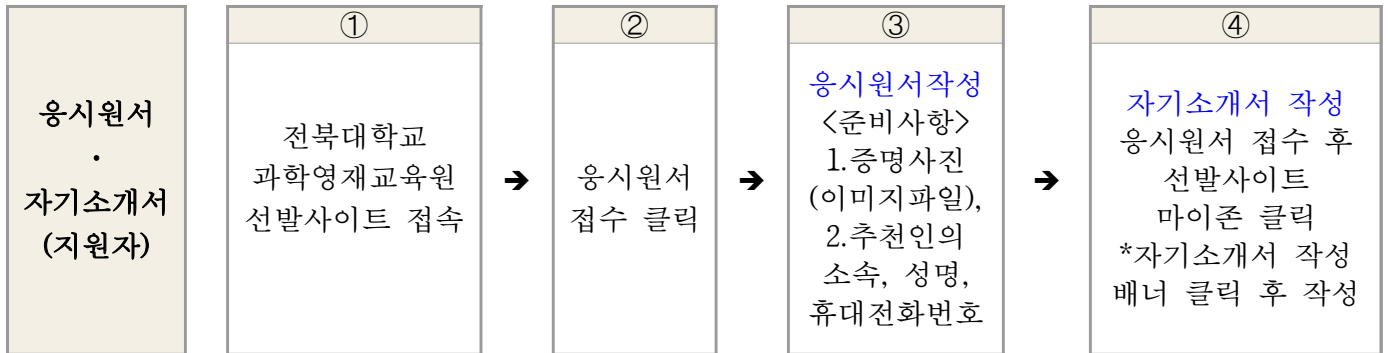 응시원서
·
자기소개서
(지원자)
①
전북대학교
과학영재교육원
선발사이트 접속
➔
②
응시원서
접수 클릭
➔
③
응시원서작성
<준비사항>
1.증명사진
(이미지파일),
2.추천인의
소속, 성명,
휴대전화번호
➔
④
자기소개서 작성
응시원서 접수 후
선발사이트
마이존 클릭
*자기소개서 작성
배너 클릭 후 작성